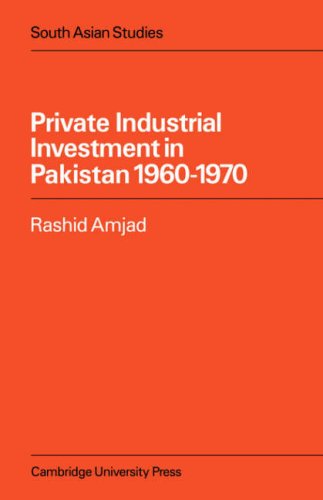 South Asian Studies
Private Industrial
Investment in
Pakistan 1960-1970
Rashid Amjad
Cambridge University Press